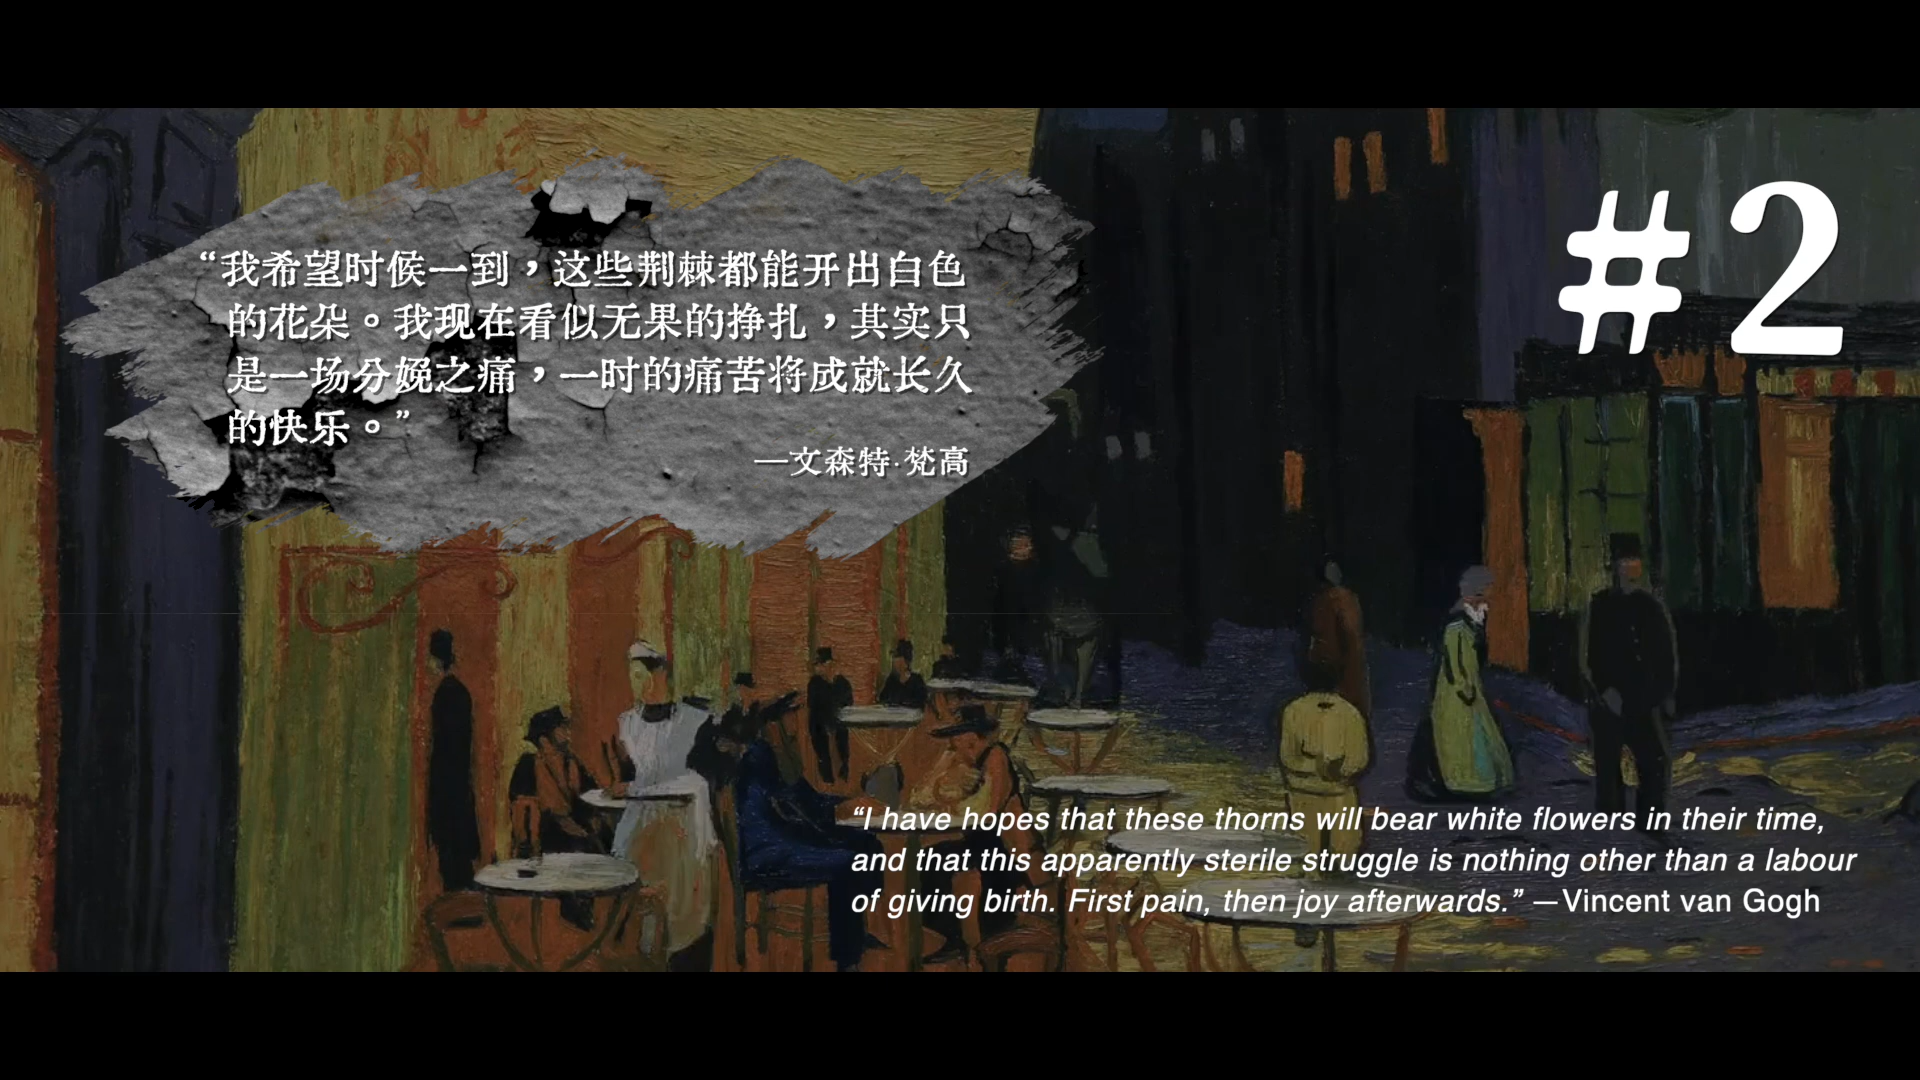 “我希望时候一到，这些荆棘都能开出白色
的花朵。我现在看似无果的挣扎，其实只
是一场分娩之痛，一时的痛苦将成就长久
的快乐。”
—文森特·梵高
#2
“I have hopes that these thorns will bear white flowers in their time,
and that this apparently sterile struggle is nothing other than a labour
of giving birth. First pain, then joy afterwards.” —Vincent van Gogh